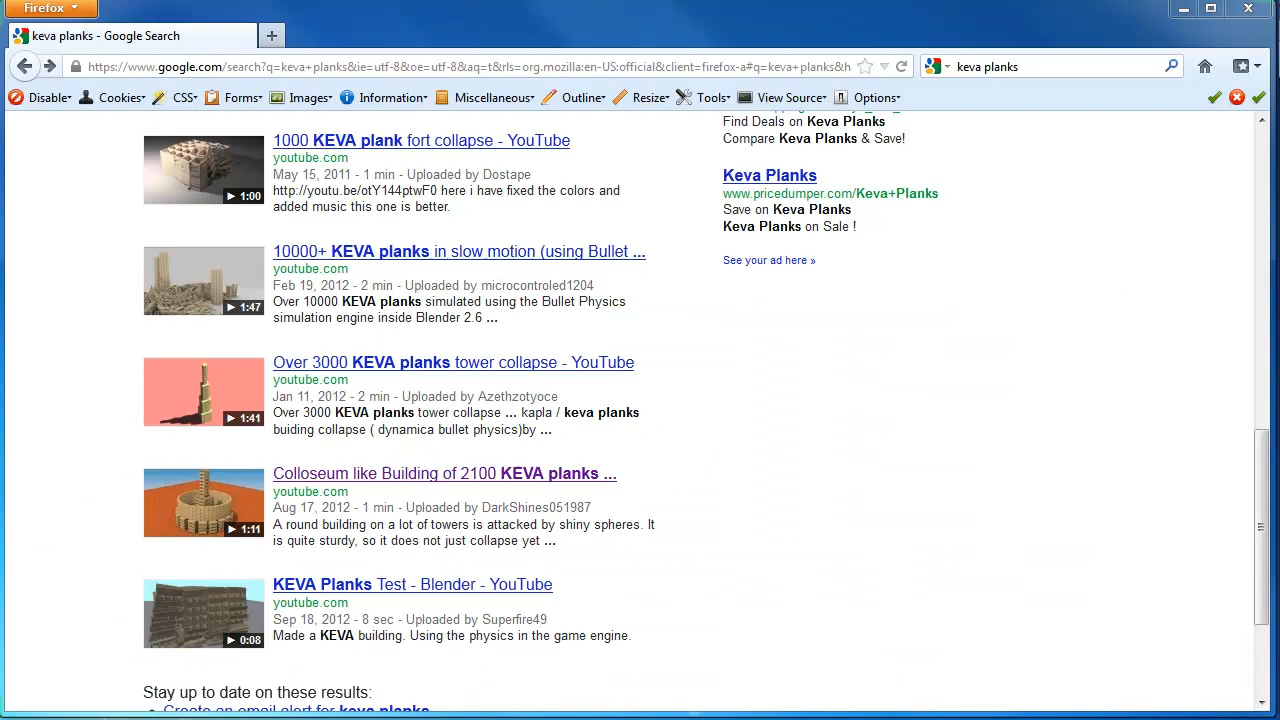 Firefox
keva planks - Google Search
https://www.google.com/search?q=keva+planks&ie=utf-8&oe=utf-8&aq=t&rls=org.mozilla:en-US:official&client=firefox-a#q=keva+planks&h
keva planks
Disable
Cookies
CSS
Forms
Images
Information
Miscellaneous
Outline
Resize
Tools
View Source
Options
1000 KEVA plank fort collapse - YouTube
youtube.com
May 15, 2011 - 1 min - Uploaded by Dostape
http://youtu.be/otY144ptwF0 here i have fixed the colors and
added music this one is better.
1:00
10000+ KEVA planks in slow motion (using Bullet ...
youtube.com
Feb 19, 2012 - 2 min - Uploaded by microcontroled1204
Over 10000 KEVA planks simulated using the Bullet Physics
simulation engine inside Blender 2.6 ...
1:47
Over 3000 KEVA planks tower collapse - YouTube
youtube.com
Jan 11, 2012 - 2 min - Uploaded by Azethzotyoce
Over 3000 KEVA planks tower collapse ... kapla / keva planks
buiding collapse ( dynamica bullet physics)by ...
1:41
Colloseum like Building of 2100 KEVA planks ...
youtube.com
Aug 17, 2012 - 1 min - Uploaded by DarkShines051987
A round building on a lot of towers is attacked by shiny spheres. It
is quite sturdy, so it does not just collapse yet ...
1:11
KEVA Planks Test - Blender - YouTube
youtube.com
Sep 18, 2012 - 8 sec - Uploaded by Superfire49
Made a KEVA building. Using the physics in the game engine.
0:08
Stay up to date on these results:
Create an email alert for keva planks
Find Deals on Keva Planks
Compare Keva Planks & Save!
Keva Planks
www.pricedumper.com/Keva+Planks
Save on Keva Planks
Keva Planks on Sale !
See your ad here »